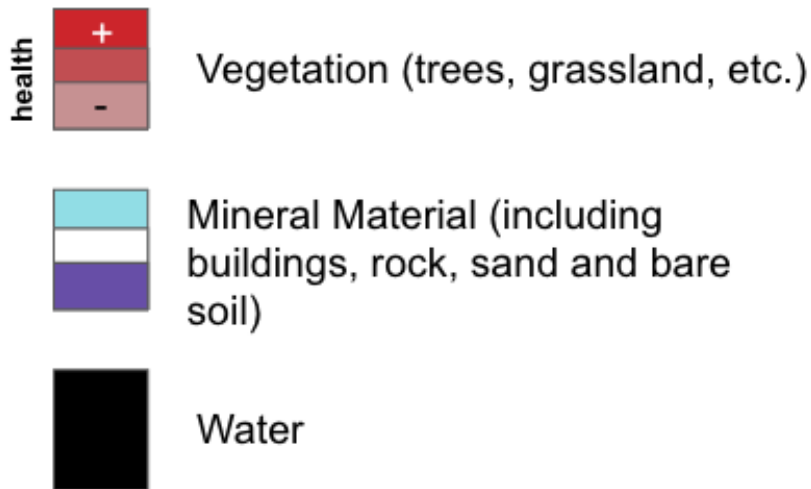 +
health
Vegetation (trees, grassland, etc.)
-
Mineral Material (including
buildings, rock, sand and bare
soil)
Water